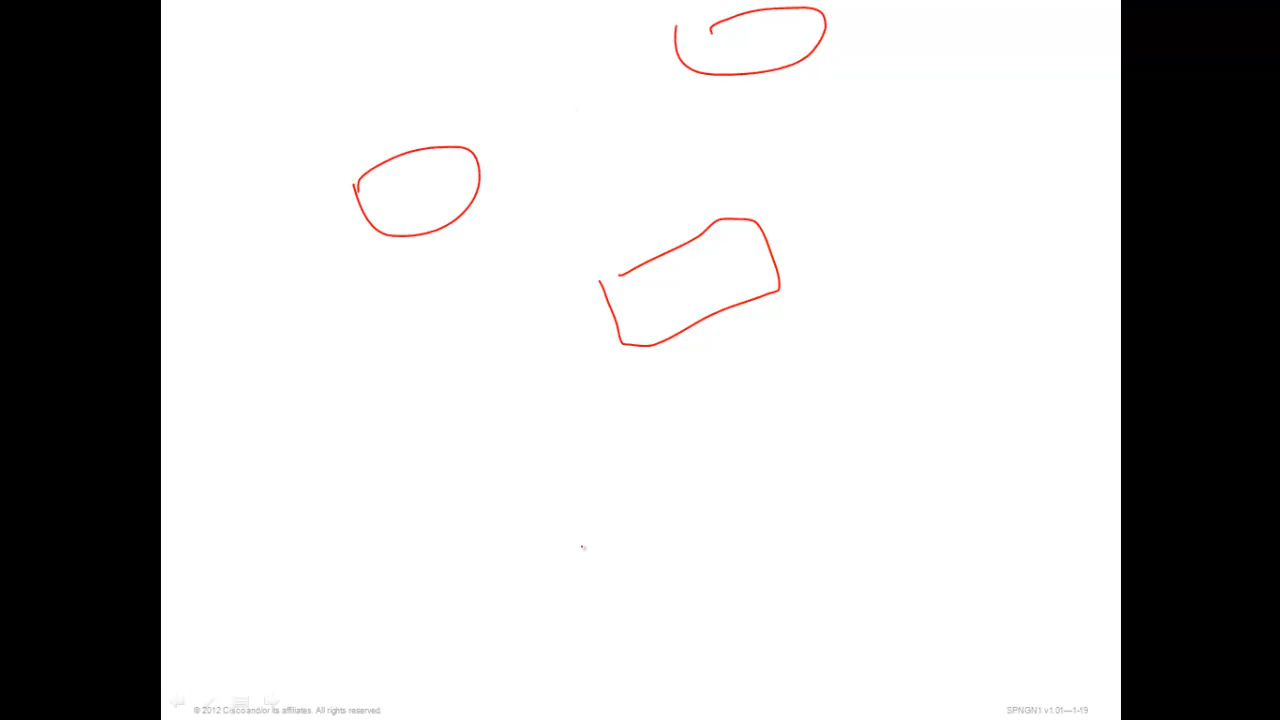 © 2012 Cisco and/or its affiliates. All rights reserved.
SPNGN1 v1.01—1-19